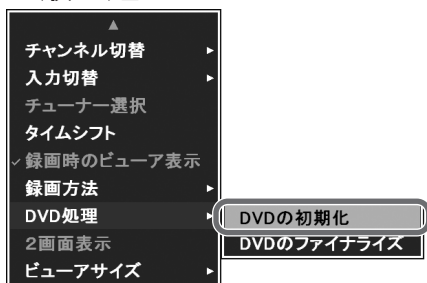 チャンネル切替
入力切替
チューナー選択
タイムシフト
録画時のビューア表示
録画方法
DVD処理
DVDの初期化
2画面表示
DVDのファイナライズ
ビューアサイズ